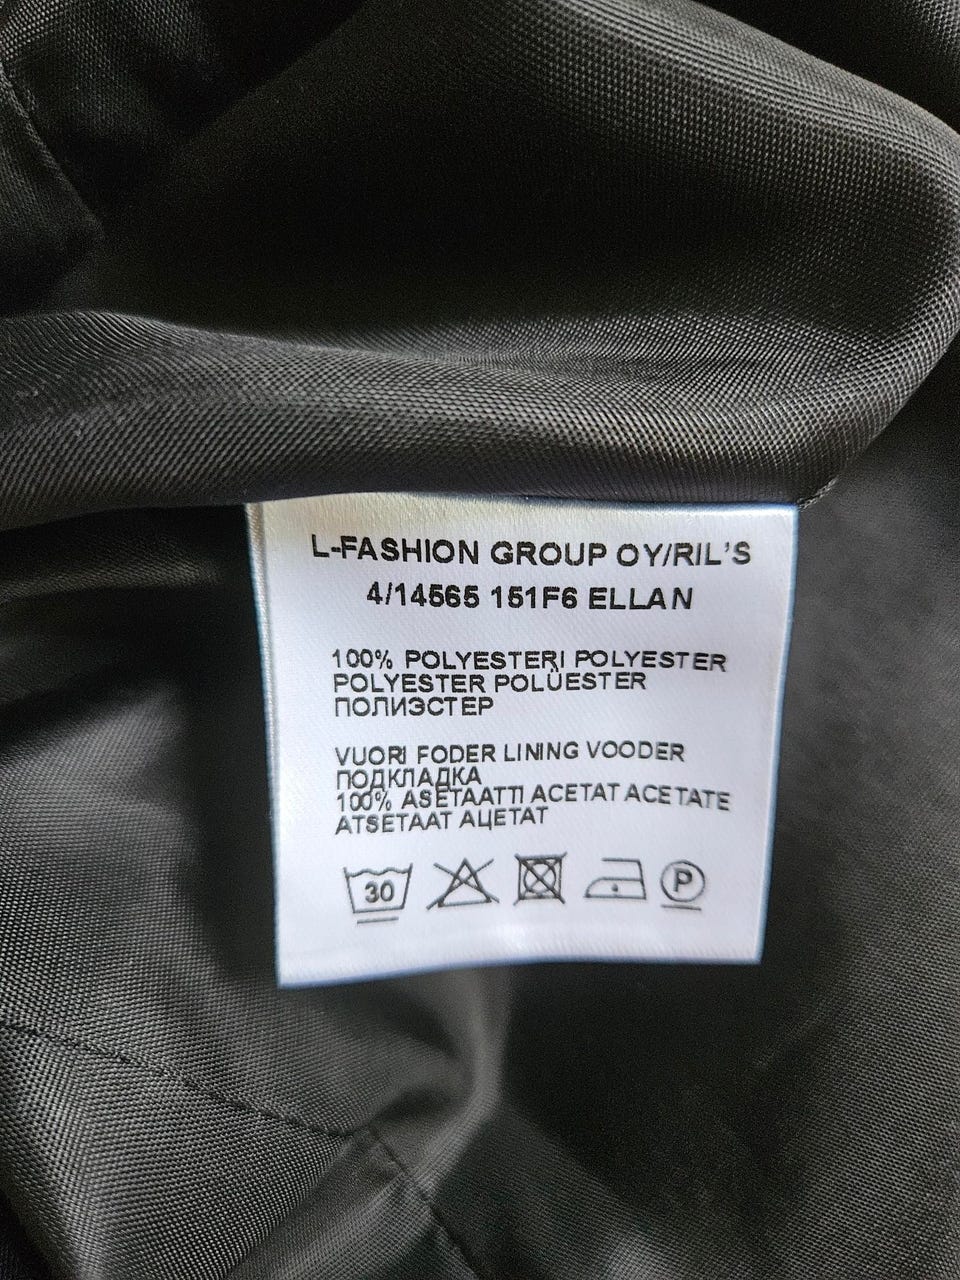 L-FASHION GROUP OY/RIL'S
4/14565 151F6 ELLAN
100% POLYESTERI POLYESTER
POLYESTER POLÜESTER
ПОЛИЭСТЕР
VUORI FODER LINING VOODER
ПОДКЛАДКА
100% ASETAATTI ACETAT ACETATE
ATSETAAT АЦЕТАТ
30 P